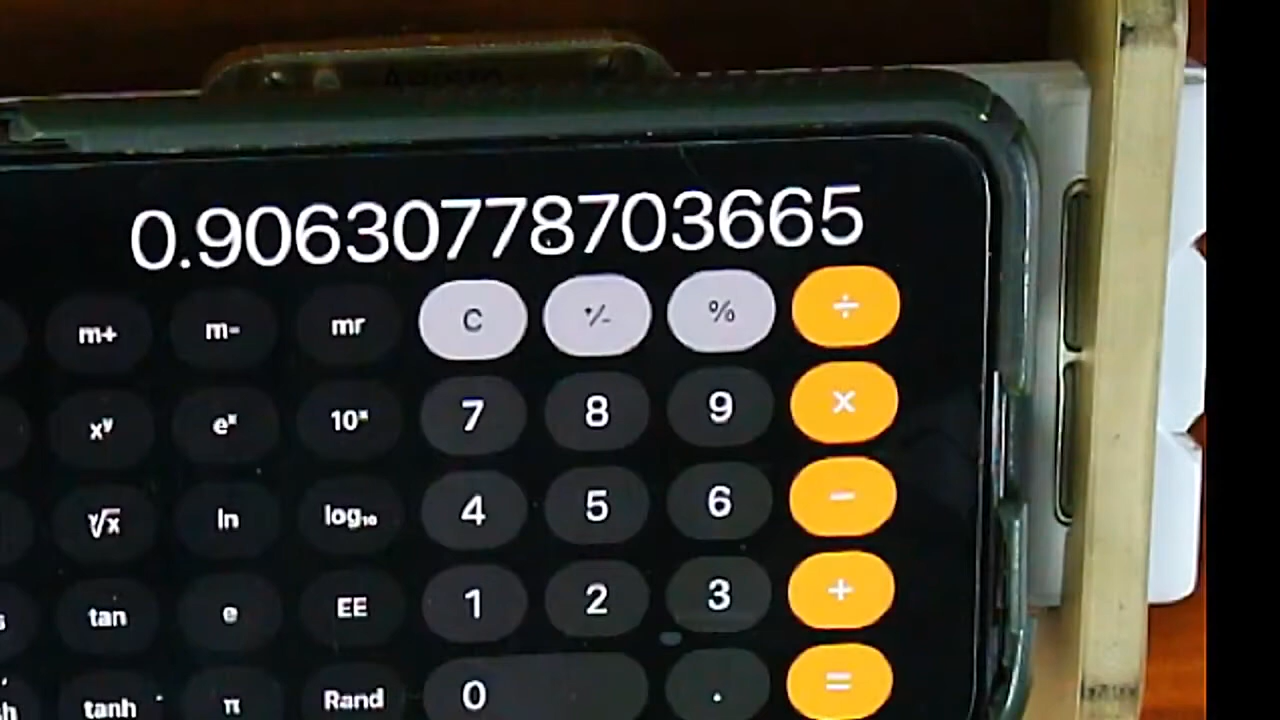 0.90630778703665
m+ m- mr C +/- % ÷
xʸ eˣ 10ˣ 7 8 9 ×
ʸ√x ln log₁₀ 4 5 6 −
tan e EE 1 2 3 +
tanh π Rand 0 . =